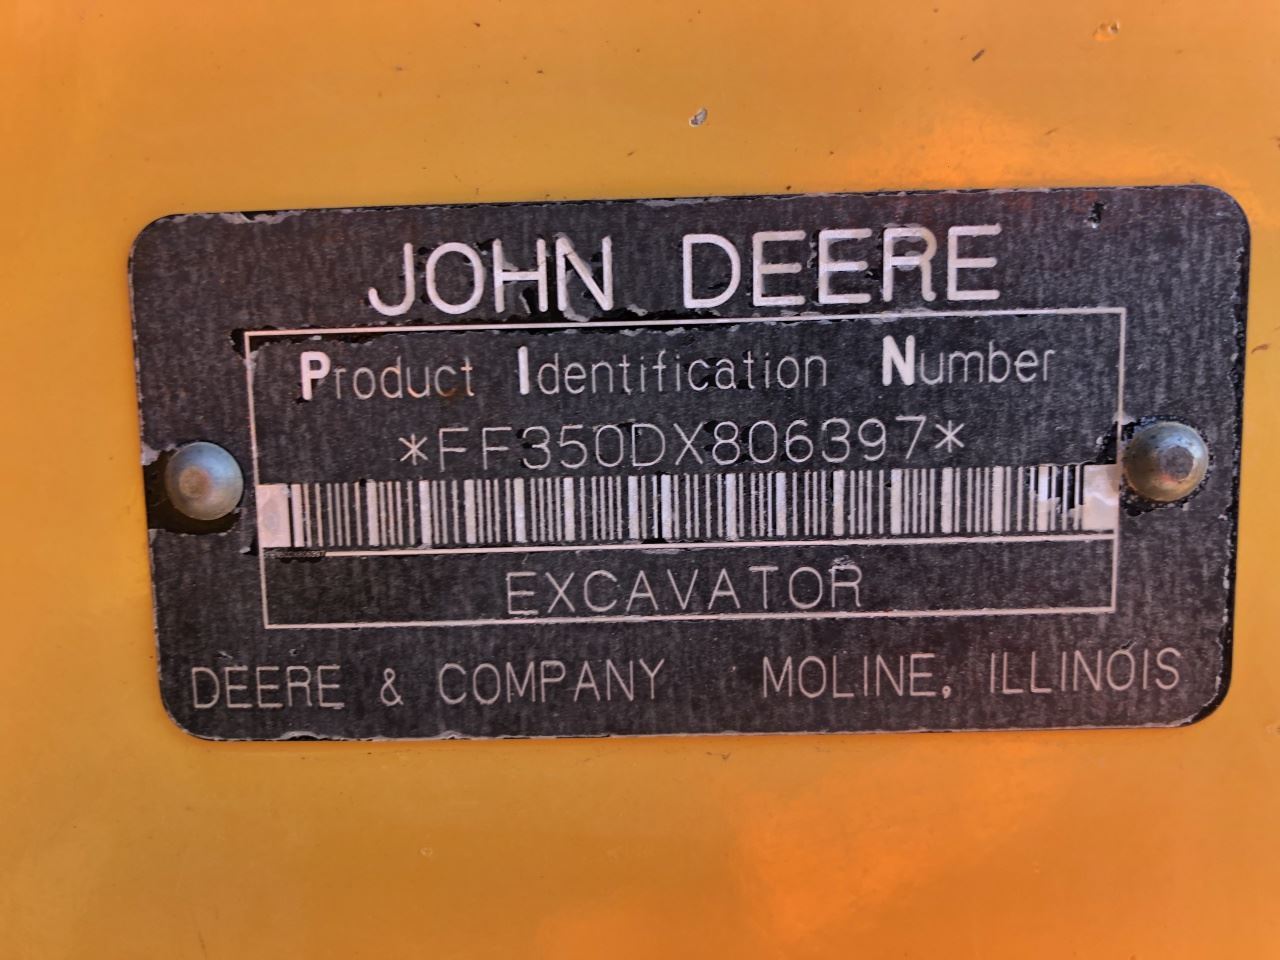 JOHN DEERE
Product Identification Number
*FF350DX806397*
EXCAVATOR
DEERE & COMPANY MOLINE, ILLINOIS